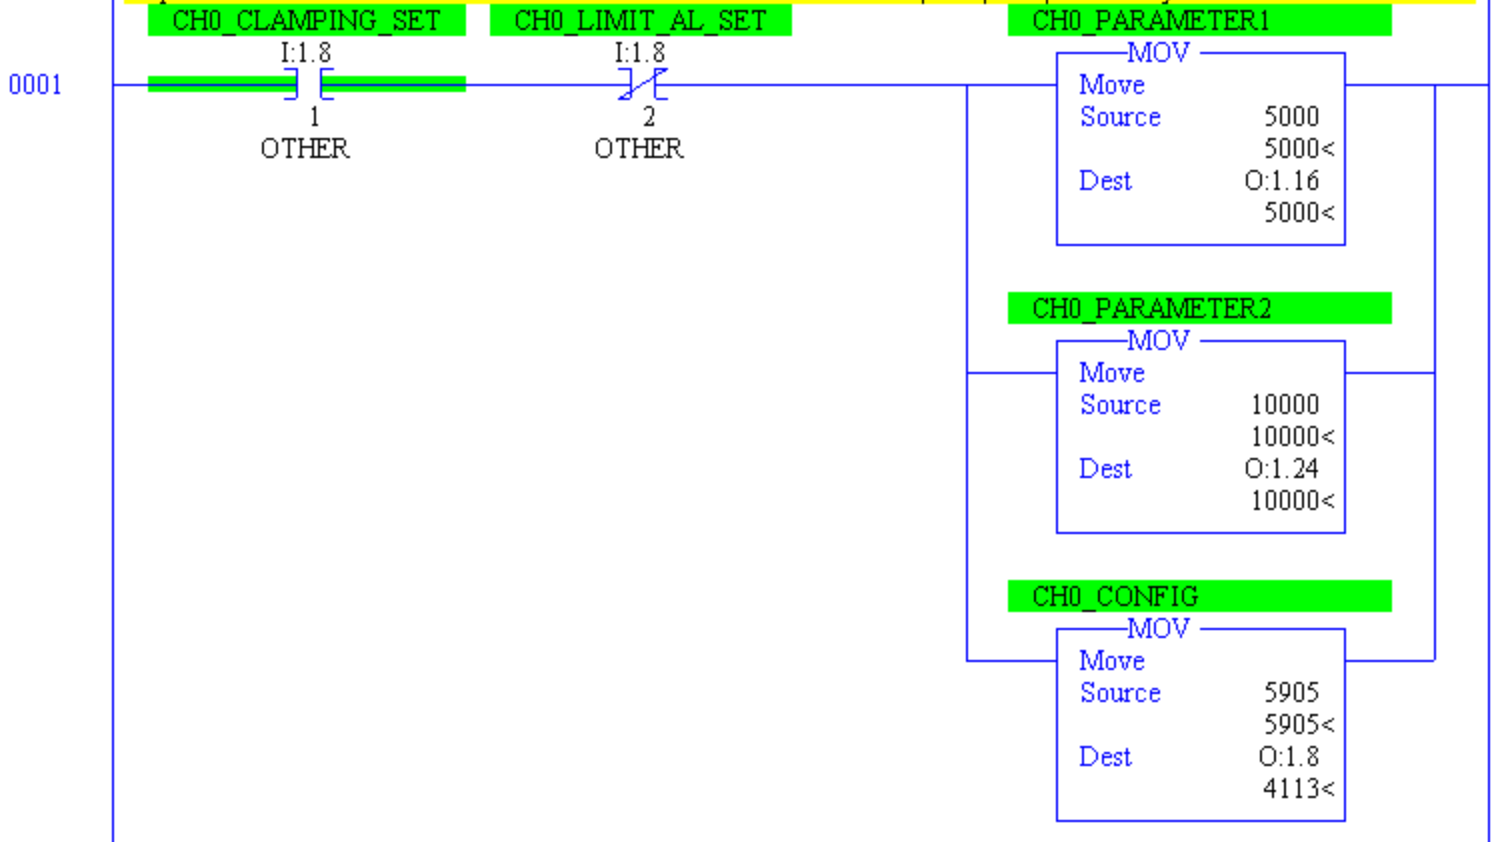 CH0_CLAMPING_SET CH0_LIMIT_AL_SET CH0_PARAMETER1
I:1.8 I:1.8 MOV
0001 Move
1 2 Source 5000
OTHER OTHER 5000<
Dest O:1.16
5000<
CH0_PARAMETER2
MOV
Move
Source 10000
10000<
Dest O:1.24
10000<
CH0_CONFIG
MOV
Move
Source 5905
5905<
Dest O:1.8
4113<